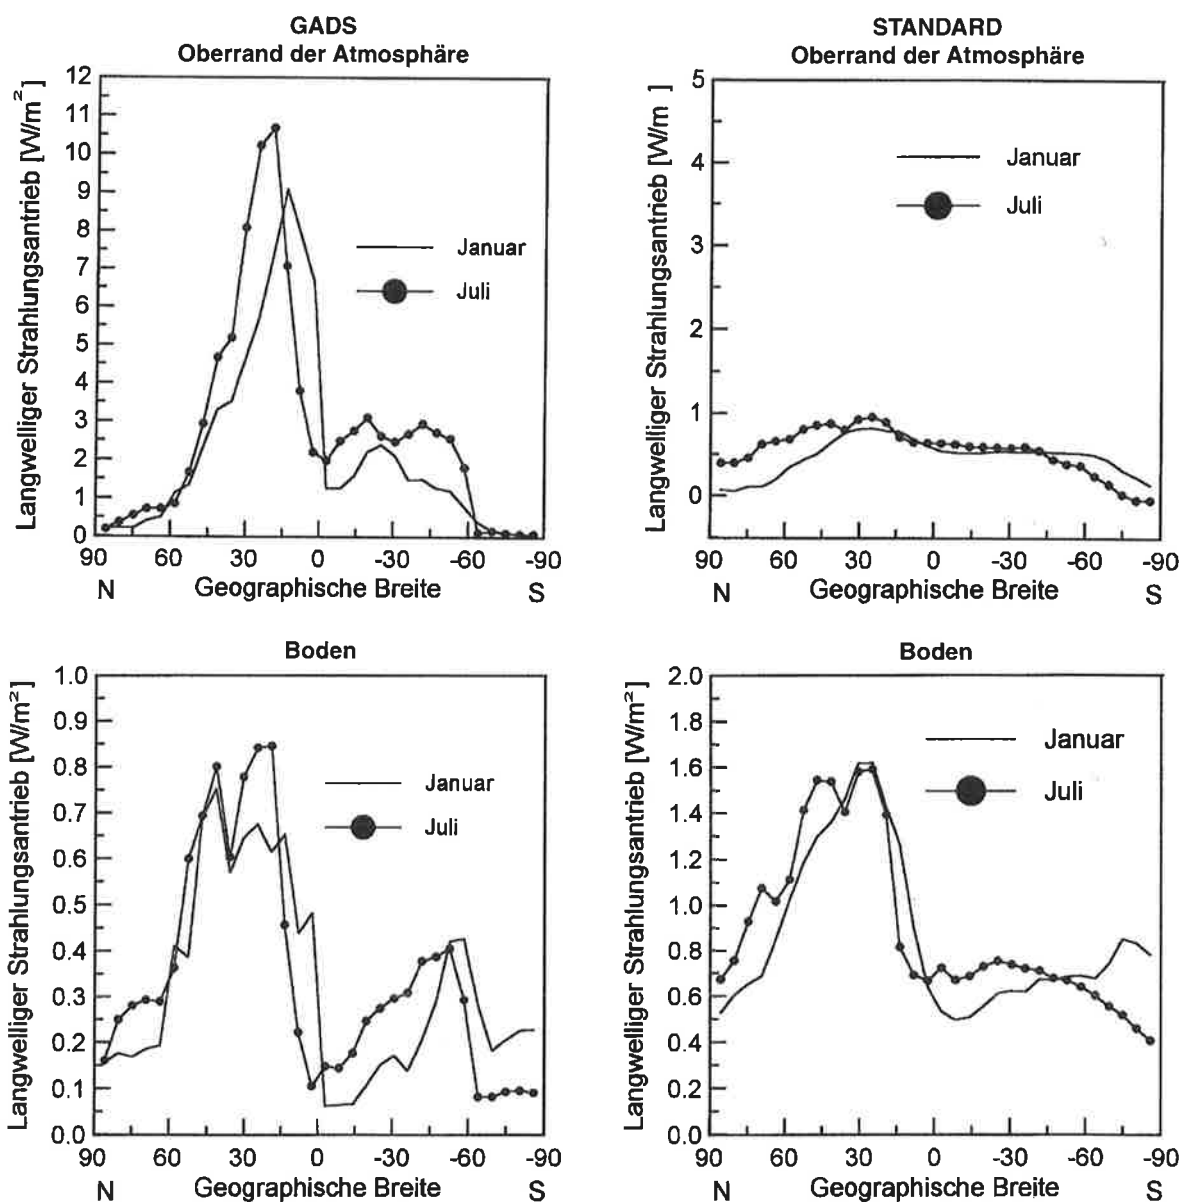 GADS
Oberrand der Atmosphäre
Langwelliger Strahlungsantrieb [W/m²]
12
11
10
9
8
7
6
5
4
3
2
1
0
Januar
Juli
90 60 30 0 -30 -60 -90
N Geographische Breite S
STANDARD
Oberrand der Atmosphäre
Langwelliger Strahlungsantrieb [W/m ]
5
4
3
2
1
0
Januar
Juli
90 60 30 0 -30 -60 -90
N Geographische Breite S
Boden
Langwelliger Strahlungsantrieb [W/m²]
1.0
0.9
0.8
0.7
0.6
0.5
0.4
0.3
0.2
0.1
0.0
Januar
Juli
90 60 30 0 -30 -60 -90
N Geographische Breite S
Boden
Langwelliger Strahlungsantrieb [W/m²]
2.0
1.8
1.6
1.4
1.2
1.0
0.8
0.6
0.4
0.2
0.0
Januar
Juli
90 60 30 0 -30 -60 -90
N Geographische Breite S